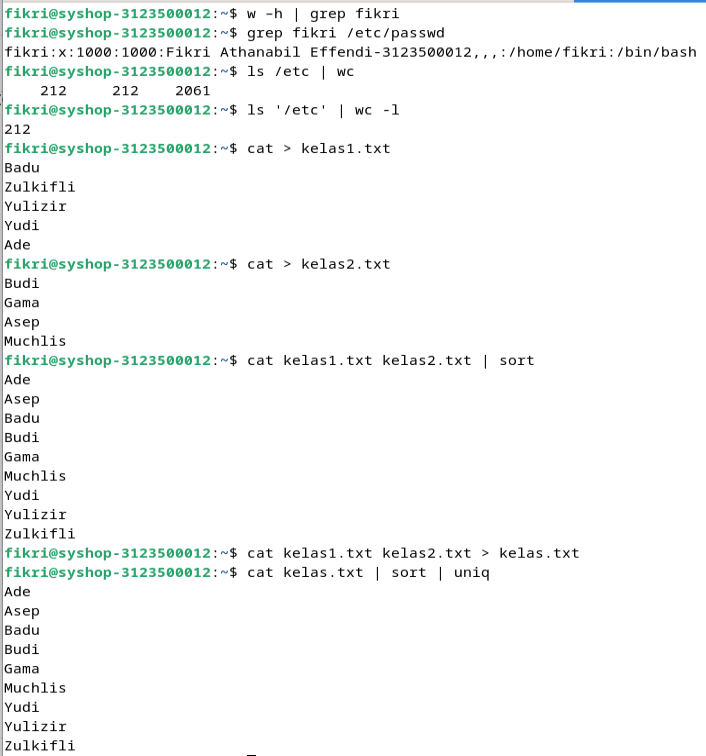 fikri@syshop-3123500012:~$ w -h | grep fikri
fikri@syshop-3123500012:~$ grep fikri /etc/passwd
fikri:x:1000:1000:Fikri Athanabil Effendi-3123500012,,,:/home/fikri:/bin/bash
fikri@syshop-3123500012:~$ ls /etc | wc
    212     212    2061
fikri@syshop-3123500012:~$ ls '/etc' | wc -l
212
fikri@syshop-3123500012:~$ cat > kelas1.txt
Badu
Zulkifli
Yulizir
Yudi
Ade
fikri@syshop-3123500012:~$ cat > kelas2.txt
Budi
Gama
Asep
Muchlis
fikri@syshop-3123500012:~$ cat kelas1.txt kelas2.txt | sort
Ade
Asep
Badu
Budi
Gama
Muchlis
Yudi
Yulizir
Zulkifli
fikri@syshop-3123500012:~$ cat kelas1.txt kelas2.txt > kelas.txt
fikri@syshop-3123500012:~$ cat kelas.txt | sort | uniq
Ade
Asep
Badu
Budi
Gama
Muchlis
Yudi
Yulizir
Zulkifli